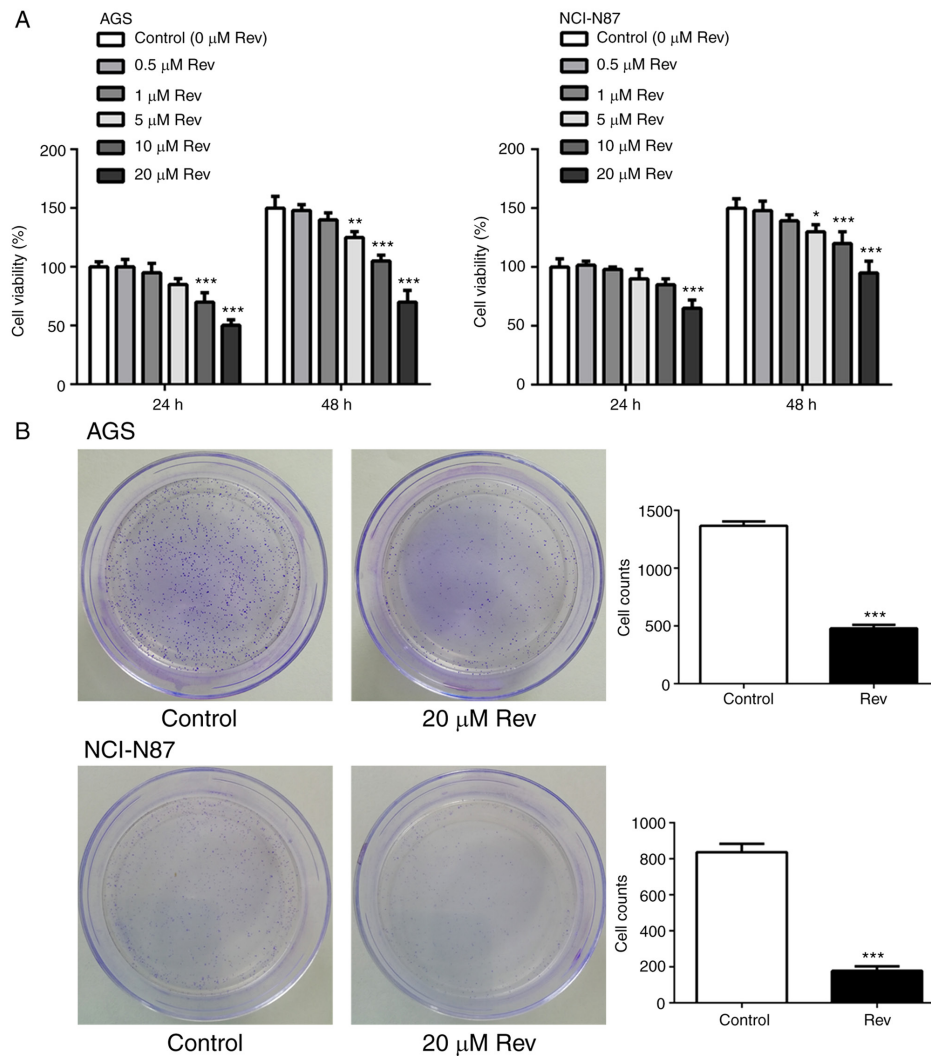 A
AGS
Control (0 μM Rev)
0.5 μM Rev
1 μM Rev
5 μM Rev
10 μM Rev
20 μM Rev
Cell viability (%)
200
150
100
50
0
**
***
***
***
***
24 h
48 h
NCI-N87
Control (0 μM Rev)
0.5 μM Rev
1 μM Rev
5 μM Rev
10 μM Rev
20 μM Rev
Cell viability (%)
200
150
100
50
0
*
***
***
***
24 h
48 h
B
AGS
Control
20 μM Rev
Cell counts
1500
1000
500
0
***
Control
Rev
NCI-N87
Control
20 μM Rev
Cell counts
1000
800
600
400
200
0
***
Control
Rev